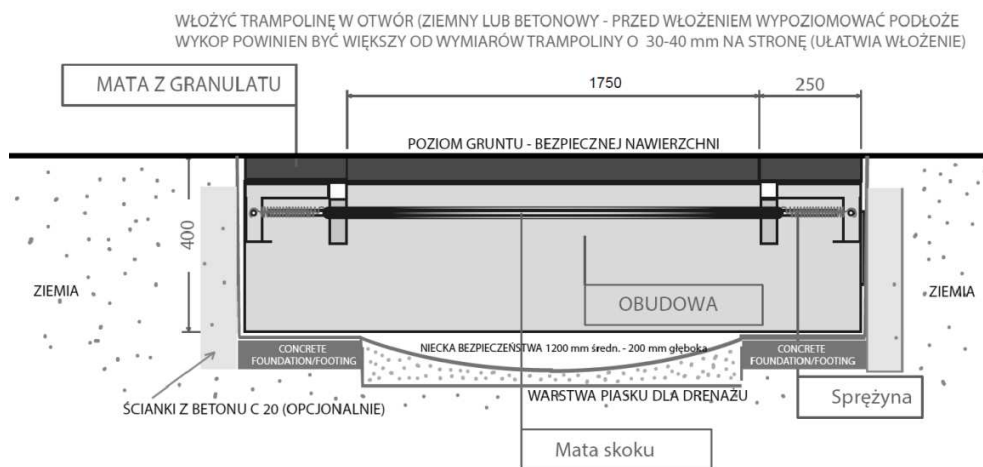 WŁOŻYĆ TRAMPOLINĘ W OTWÓR (ZIEMNY LUB BETONOWY - PRZED WŁOŻENIEM WYPOZIOMOWAĆ PODŁOŻE
WYKOP POWINIEN BYĆ WIĘKSZY OD WYMIARÓW TRAMPOLINY O 30-40 mm NA STRONĘ (UŁATWIA WŁOŻENIE)
MATA Z GRANULATU
1750
250
POZIOM GRUNTU - BEZPIECZNEJ NAWIERZCHNI
400
ZIEMIA
ZIEMIA
OBUDOWA
CONCRETE
FOUNDATION/FOOTING
NIECKA BEZPIECZEŃSTWA 1200 mm średn. - 200 mm głęboka
CONCRETE
FOUNDATION/FOOTING
ŚCIANKI Z BETONU C 20 (OPCJONALNIE)
WARSTWA PIASKU DLA DRENAŻU
Sprężyna
Mata skoku